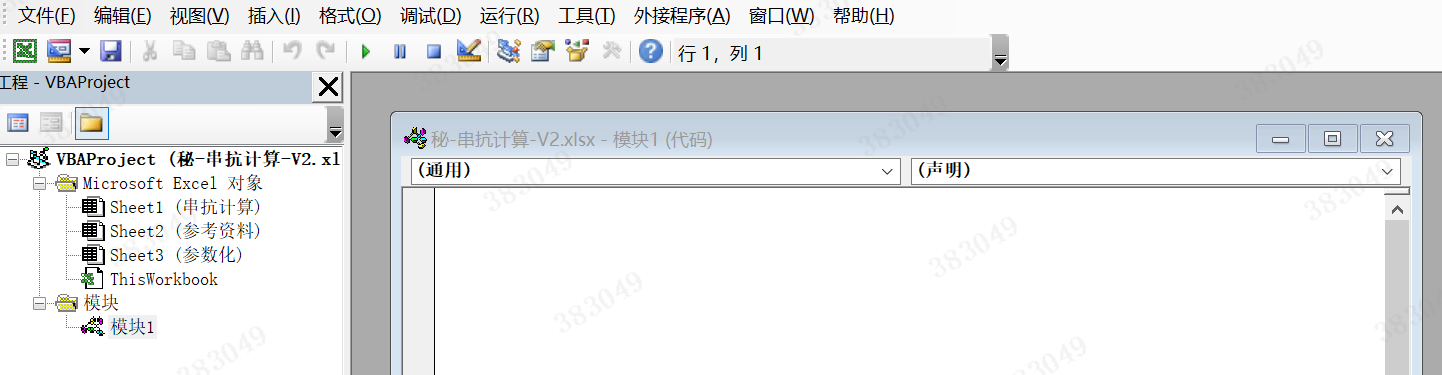 文件(F) 编辑(E) 视图(V) 插入(I) 格式(O) 调试(D) 运行(R) 工具(T) 外接程序(A) 窗口(W) 帮助(H)
行 1，列 1
工程 - VBAProject
秘-串抗计算-V2.xlsx - 模块1 (代码)
(通用)
(声明)
VBAProject (秘-串抗计算-V2.xl
Microsoft Excel 对象
Sheet1 (串抗计算)
Sheet2 (参考资料)
Sheet3 (参数化)
ThisWorkbook
模块
模块1
383049
383049
383049
383049
383049
383049